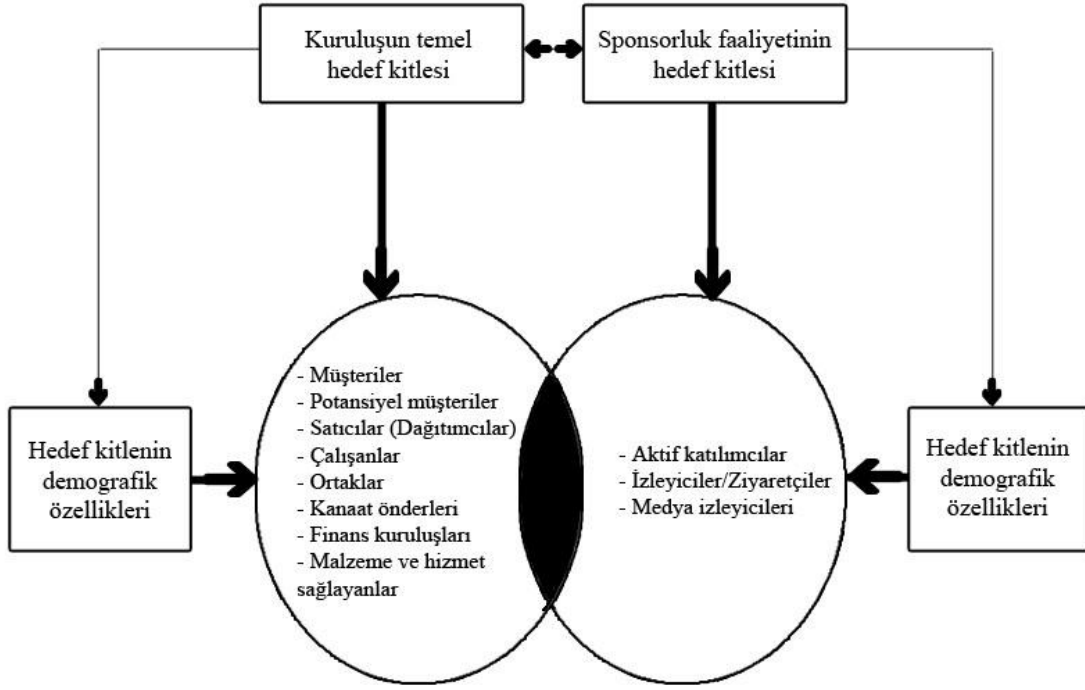 Kuruluşun temel
hedef kitlesi
Sponsorluk faaliyetinin
hedef kitlesi
Hedef kitlenin
demografik
özellikleri
- Müşteriler
- Potansiyel müşteriler
- Satıcılar (Dağıtımcılar)
- Çalışanlar
- Ortaklar
- Kanaat önderleri
- Finans kuruluşları
- Malzeme ve hizmet
sağlayanlar
- Aktif katılımcılar
- İzleyiciler/Ziyaretçiler
- Medya izleyicileri
Hedef kitlenin
demografik
özellikleri